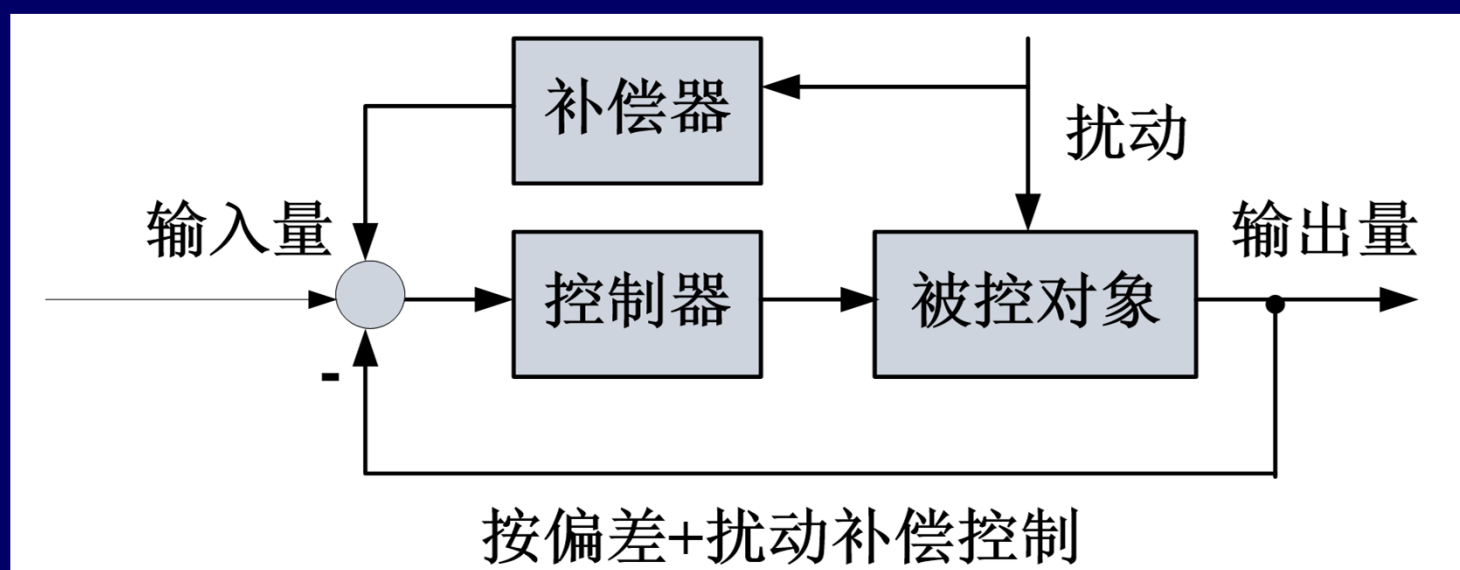 补偿器
扰动
输入量
输出量
控制器
被控对象
-
按偏差+扰动补偿控制